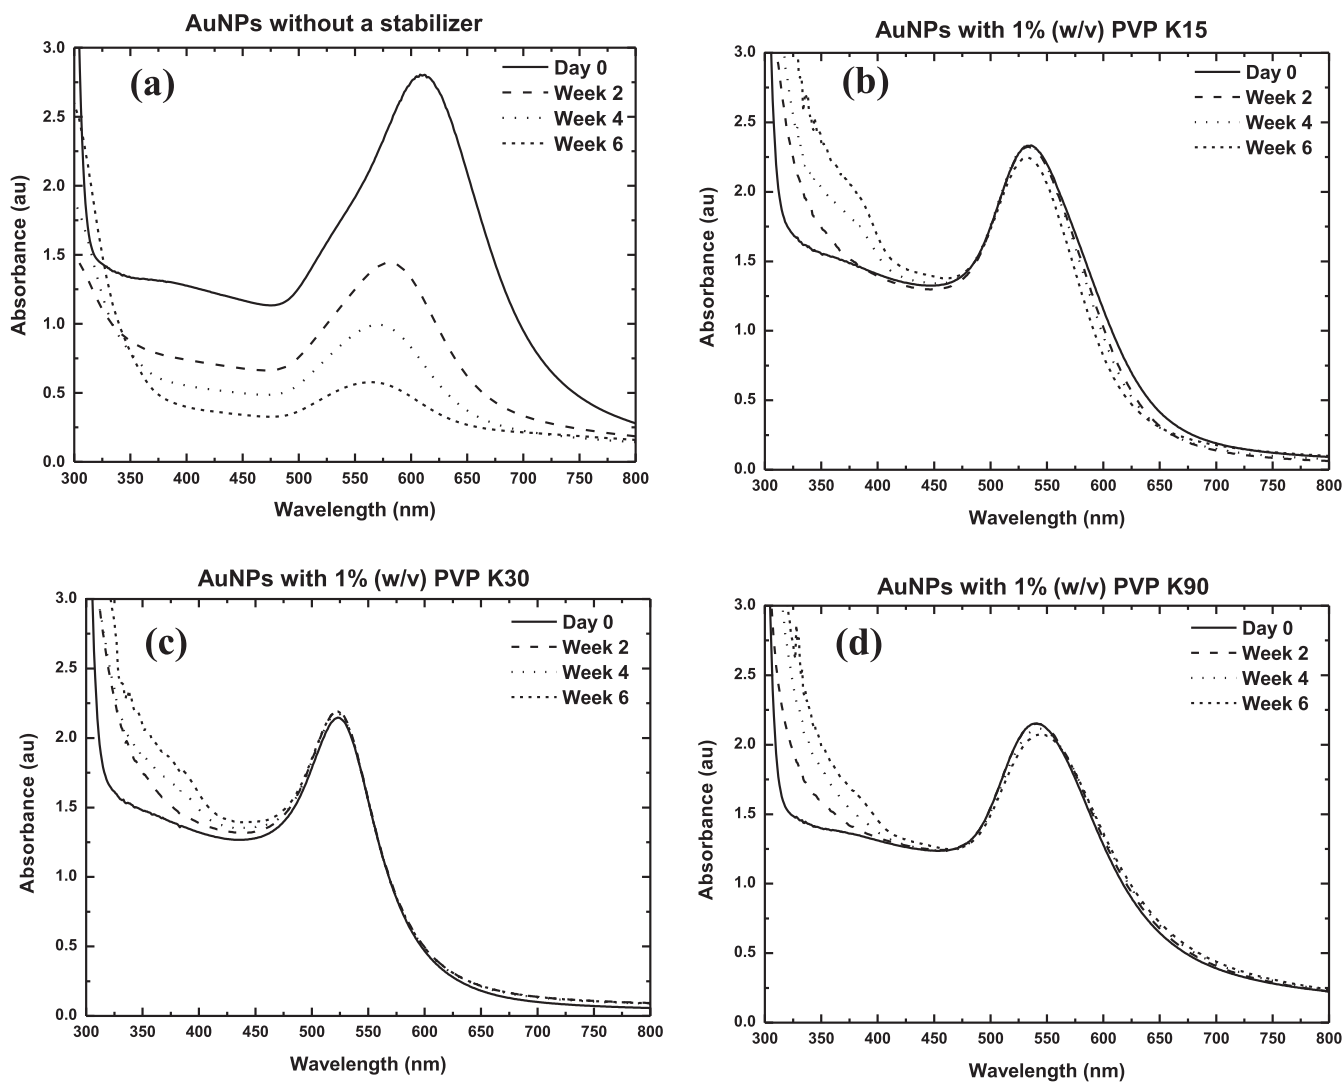 AuNPs without a stabilizer
(a)
Day 0
Week 2
Week 4
Week 6
3.0
2.5
2.0
1.5
1.0
0.5
0.0
Absorbance (au)
300 350 400 450 500 550 600 650 700 750 800
Wavelength (nm)
AuNPs with 1% (w/v) PVP K15
(b)
Day 0
Week 2
Week 4
Week 6
3.0
2.5
2.0
1.5
1.0
0.5
0.0
Absorbance (au)
300 350 400 450 500 550 600 650 700 750 800
Wavelength (nm)
AuNPs with 1% (w/v) PVP K30
(c)
Day 0
Week 2
Week 4
Week 6
3.0
2.5
2.0
1.5
1.0
0.5
0.0
Absorbance (au)
300 350 400 450 500 550 600 650 700 750 800
Wavelength (nm)
AuNPs with 1% (w/v) PVP K90
(d)
Day 0
Week 2
Week 4
Week 6
3.0
2.5
2.0
1.5
1.0
0.5
0.0
Absorbance (au)
300 350 400 450 500 550 600 650 700 750 800
Wavelength (nm)